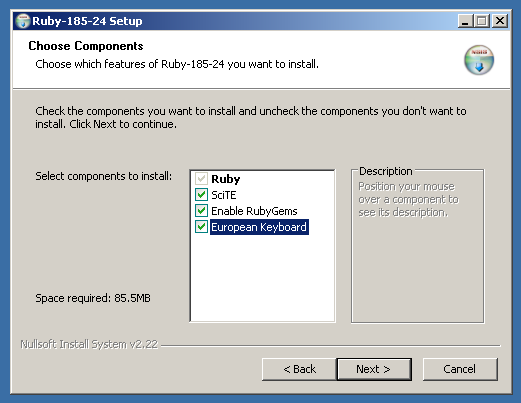 Ruby-185-24 Setup
Choose Components
Choose which features of Ruby-185-24 you want to install.
Check the components you want to install and uncheck the components you don't want to
install. Click Next to continue.
Select components to install:
Ruby
SciTE
Enable RubyGems
European Keyboard
Description
Position your mouse
over a component to
see its description.
Space required: 85.5MB
Nullsoft Install System v2.22
< Back
Next >
Cancel